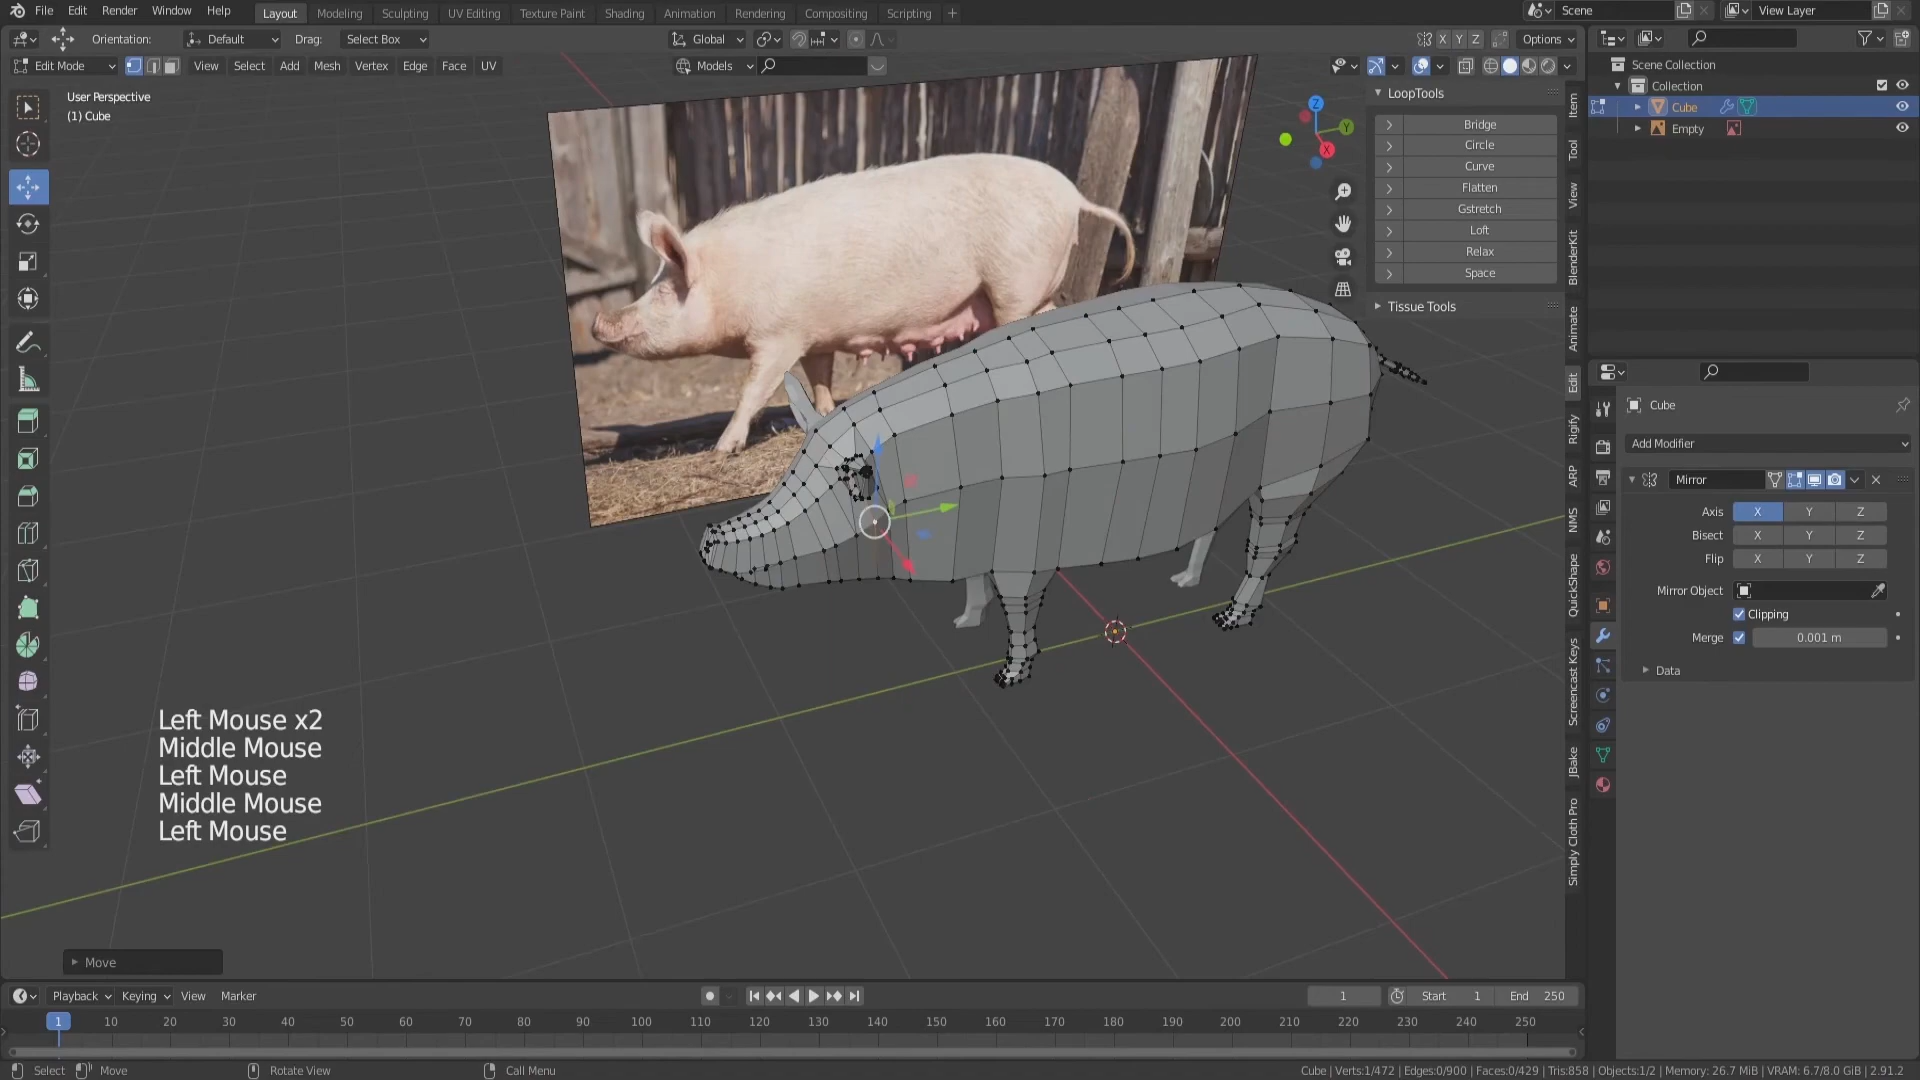 File Edit Render Window Help Layout Modeling Sculpting UV Editing Texture Paint Shading Animation Rendering Compositing Scripting + Scene View Layer
Orientation: Default Drag: Select Box Global X Y Z Options
Edit Mode View Select Add Mesh Vertex Edge Face UV Models
User Perspective
(1) Cube
Z
Y
X
LoopTools
Bridge
Circle
Curve
Flatten
Gstretch
Loft
Relax
Space
Tissue Tools
Item
Tool
View
BlenderKit
Animate
Edit
Rigify
ARP
NMS
QuickShape
Screencast Keys
JBake
Simply Cloth Pro
Scene Collection
Collection
Cube
Empty
Cube
Add Modifier
Mirror
Axis X Y Z
Bisect X Y Z
Flip X Y Z
Mirror Object
Clipping
Merge 0.001 m
Data
Left Mouse x2
Middle Mouse
Left Mouse
Middle Mouse
Left Mouse
Move
Playback Keying View Marker 1 Start 1 End 250
1 10 20 30 40 50 60 70 80 90 100 110 120 130 140 150 160 170 180 190 200 210 220 230 240 250
Select Move Rotate View Call Menu Cube | Verts:1/472 | Edges:0/900 | Faces:0/429 | Tris:858 | Objects:1/2 | Memory: 26.7 MiB | VRAM: 6.7/8.0 GiB | 2.91.2